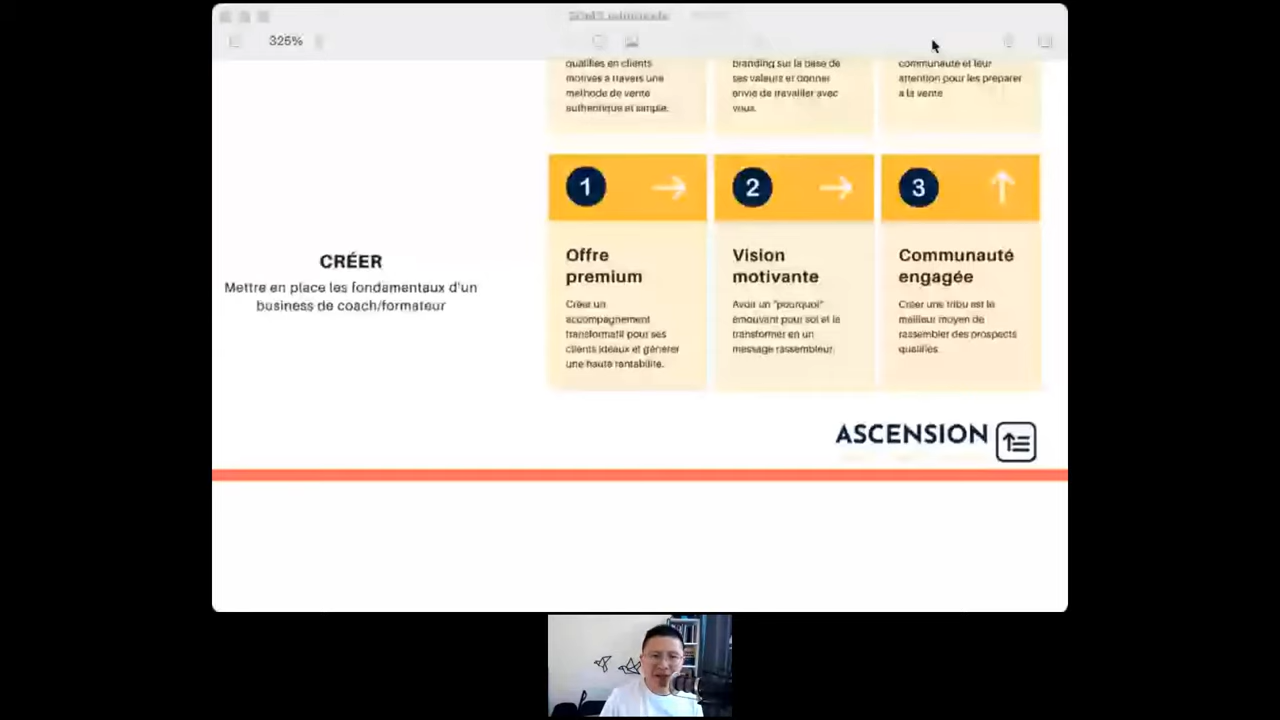 325%
qualifiés en clients
motivés à travers une
méthode de vente
authentique et simple.
branding sur la base de
ses valeurs et donner
envie de travailler avec
vous.
communauté et leur
attention pour les préparer
à la vente
CRÉER
Mettre en place les fondamentaux d'un
business de coach/formateur
1
Offre
premium
Créer un
accompagnement
transformatif pour ses
clients idéaux et générer
une haute rentabilité.
2
Vision
motivante
Avoir un "pourquoi"
émouvant pour soi et le
transformer en un
message rassembleur.
3
Communauté
engagée
Créer une tribu est le
meilleur moyen de
rassembler des prospects
qualifiés.
ASCENSION